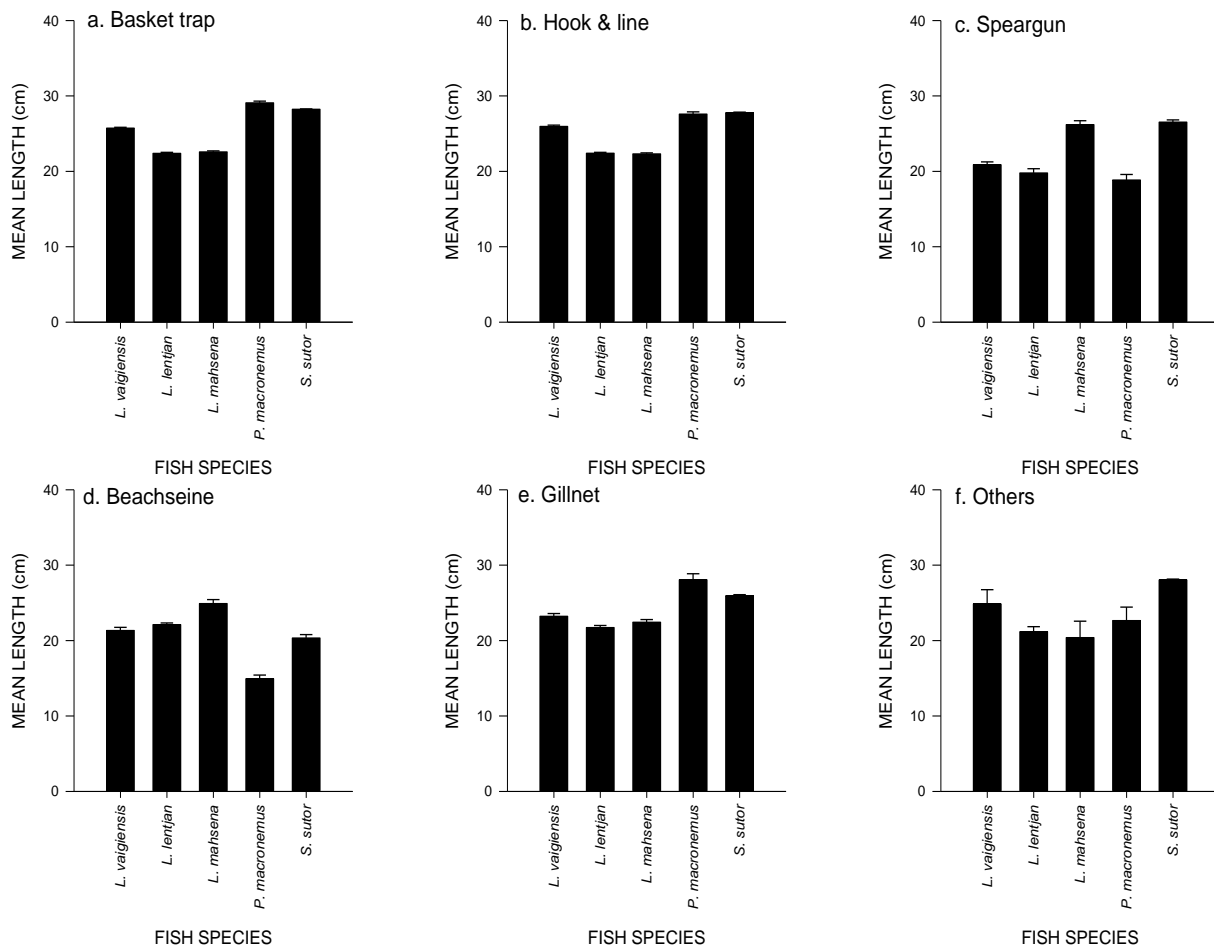 a. Basket trap
MEAN LENGTH (cm)
40
30
20
10
0
L. vaigiensis
L. lentjan
L. mahsena
P. macronemus
S. sutor
FISH SPECIES
b. Hook & line
MEAN LENGTH (cm)
40
30
20
10
0
L. vaigiensis
L. lentjan
L. mahsena
P. macronemus
S. sutor
FISH SPECIES
c. Speargun
MEAN LENGTH (cm)
40
30
20
10
0
L. vaigiensis
L. lentjan
L. mahsena
P. macronemus
S. sutor
FISH SPECIES
d. Beachseine
MEAN LENGTH (cm)
40
30
20
10
0
L. vaigiensis
L. lentjan
L. mahsena
P. macronemus
S. sutor
FISH SPECIES
e. Gillnet
MEAN LENGTH (cm)
40
30
20
10
0
L. vaigiensis
L. lentjan
L. mahsena
P. macronemus
S. sutor
FISH SPECIES
f. Others
MEAN LENGTH (cm)
40
30
20
10
0
L. vaigiensis
L. lentjan
L. mahsena
P. macronemus
S. sutor
FISH SPECIES